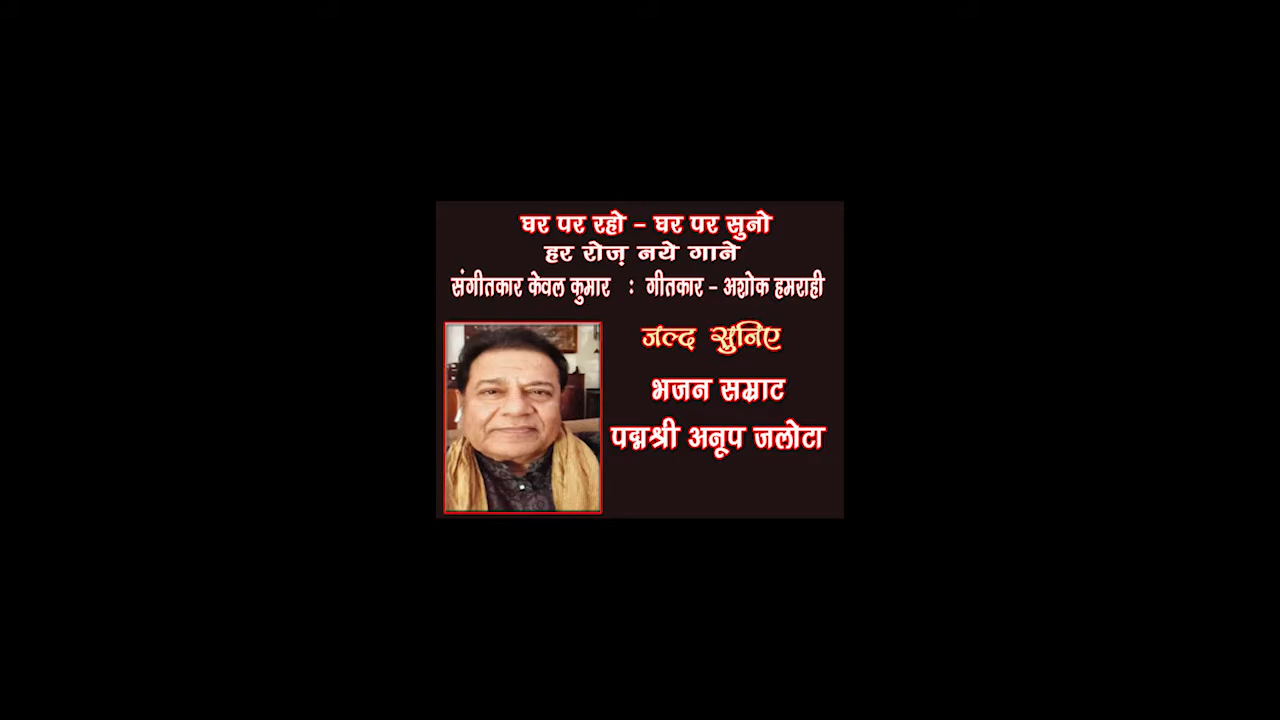 घर पर रहो - घर पर सुनो
हर रोज़ नये गाने
संगीतकार केवल कुमार : गीतकार - अशोक हमराही
जल्द सुनिए
भजन सम्राट
पद्मश्री अनूप जलोटा